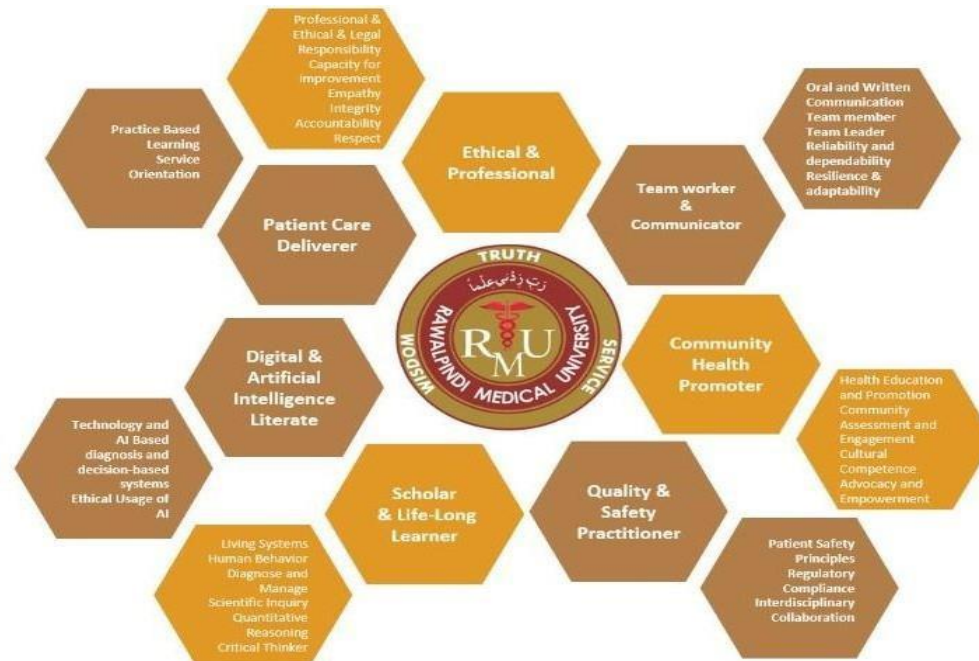 Professional &
Ethical & Legal
Responsibility
Capacity for
improvement
Empathy
Integrity
Accountability
Respect
Practice Based
Learning
Service
Orientation
Ethical &
Professional
Oral and Written
Communication
Team member
Team Leader
Reliability and
dependability
Resilience &
adaptability
Team worker
&
Communicator
Patient Care
Deliverer
TRUTH
رَبِّ زِدْنِي عِلْمًا
RAWALPINDI MEDICAL UNIVERSITY
RMU
WISDOM
SERVICE
Community
Health
Promoter
Digital &
Artificial
Intelligence
Literate
Health Education
and Promotion
Community
Assessment and
Engagement
Cultural
Competence
Advocacy and
Empowerment
Technology and
AI Based
diagnosis and
decision-based
systems
Ethical Usage of
AI
Scholar
& Life-Long
Learner
Quality &
Safety
Practitioner
Living Systems
Human Behavior
Diagnose and
Manage
Scientific Inquiry
Quantitative
Reasoning
Critical Thinker
Patient Safety
Principles
Regulatory
Compliance
Interdisciplinary
Collaboration